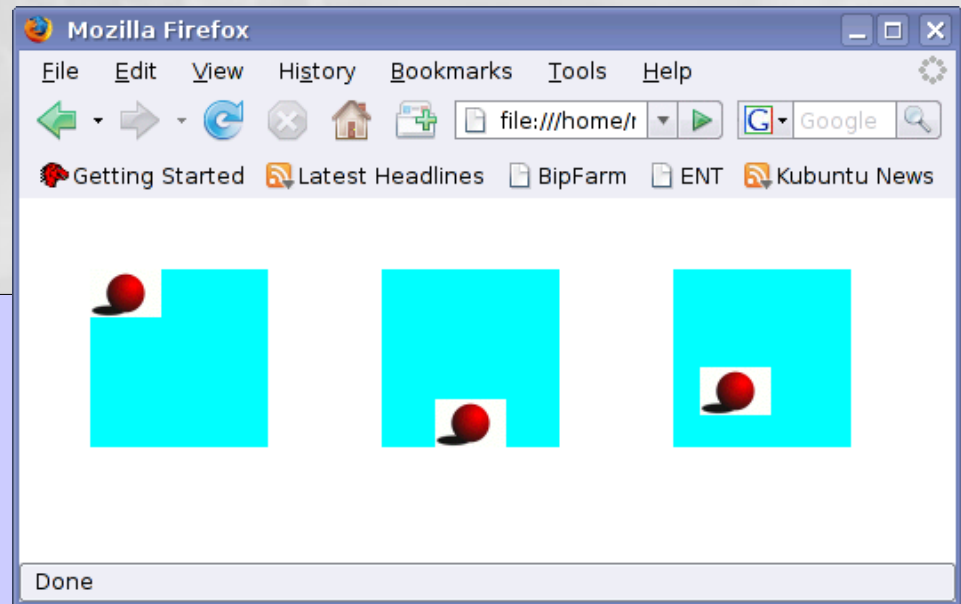 Mozilla Firefox
File Edit View History Bookmarks Tools Help
file:///home/r G Google
Getting Started Latest Headlines BipFarm ENT Kubuntu News
Done